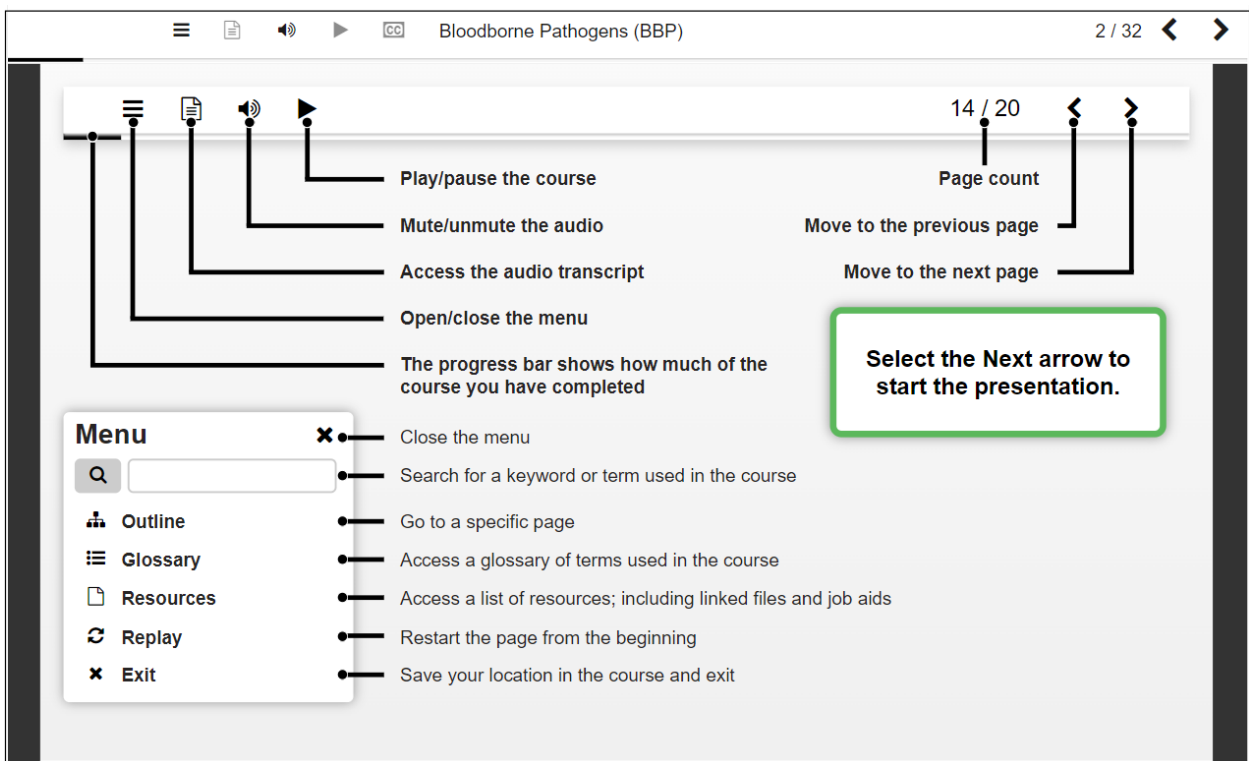 CC Bloodborne Pathogens (BBP) 2 / 32
14 / 20
Play/pause the course
Page count
Mute/unmute the audio
Move to the previous page
Access the audio transcript
Move to the next page
Open/close the menu
The progress bar shows how much of the
course you have completed
Select the Next arrow to
start the presentation.
Menu
Close the menu
Search for a keyword or term used in the course
Outline
Go to a specific page
Glossary
Access a glossary of terms used in the course
Resources
Access a list of resources; including linked files and job aids
Replay
Restart the page from the beginning
Exit
Save your location in the course and exit